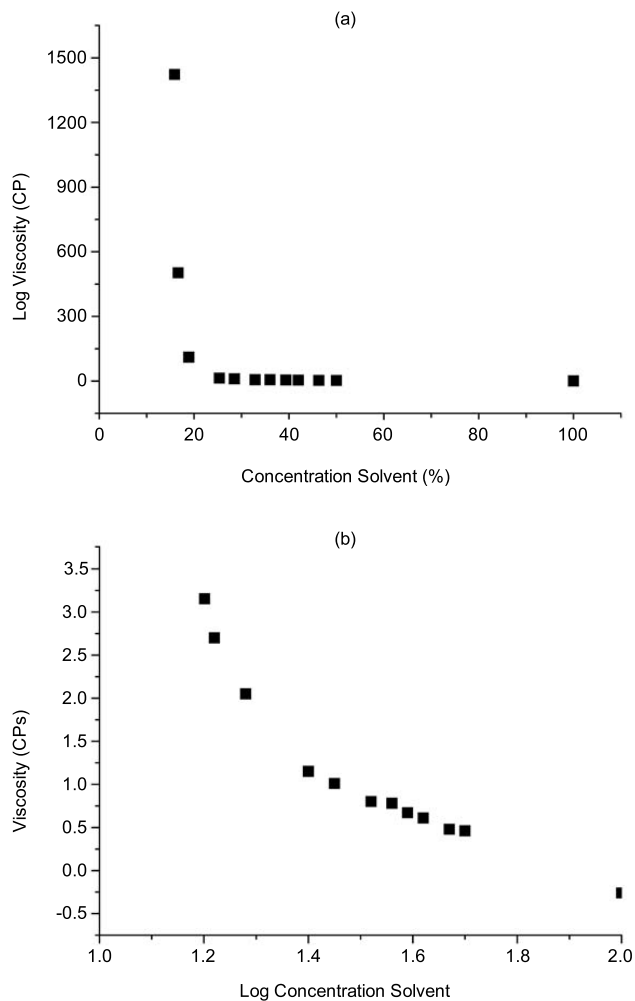 (a)
1500
1200
900
600
300
0
Log Viscosity (CP)
0 20 40 60 80 100
Concentration Solvent (%)
(b)
3.5
3.0
2.5
2.0
1.5
1.0
0.5
0.0
-0.5
Viscosity (CPs)
1.0 1.2 1.4 1.6 1.8 2.0
Log Concentration Solvent